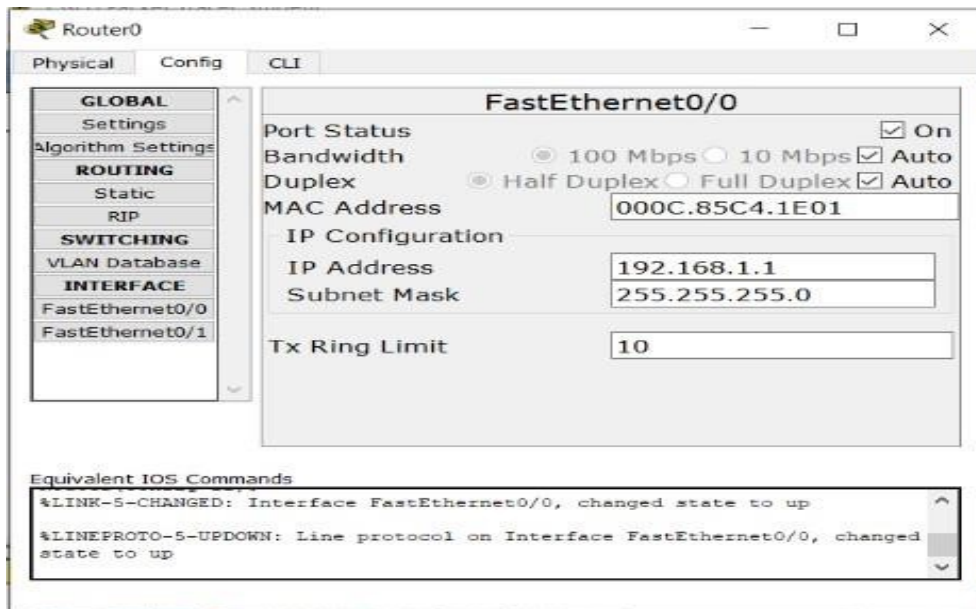 Router0
Physical Config CLI
GLOBAL
Settings
Algorithm Settings
ROUTING
Static
RIP
SWITCHING
VLAN Database
INTERFACE
FastEthernet0/0
FastEthernet0/1
FastEthernet0/0
Port Status On
Bandwidth 100 Mbps 10 Mbps Auto
Duplex Half Duplex Full Duplex Auto
MAC Address 000C.85C4.1E01
IP Configuration
IP Address 192.168.1.1
Subnet Mask 255.255.255.0
Tx Ring Limit 10
Equivalent IOS Commands
%LINK-5-CHANGED: Interface FastEthernet0/0, changed state to up
%LINEPROTO-5-UPDOWN: Line protocol on Interface FastEthernet0/0, changed
state to up